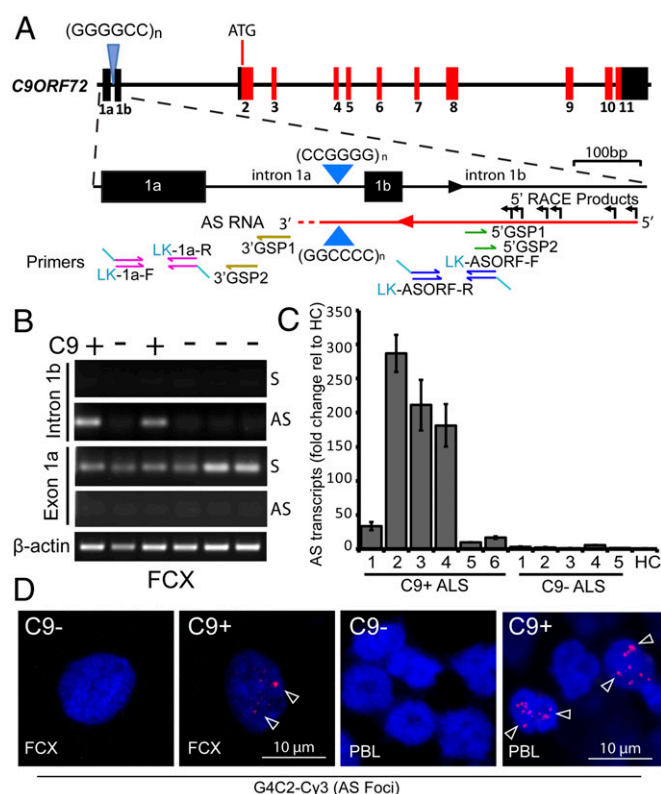 A
(GGGGCC)n
ATG
C9ORF72
1a 1b 2 3 4 5 6 7 8 9 10 11
(CCGGGG)n
100bp
1a intron 1a 1b intron 1b
5' RACE Products
AS RNA 3' 5'
3'GSP1 (GGCCCC)n 5'GSP1
LK-1a-R 5'GSP2
Primers LK-ASORF-F
LK-1a-F 3'GSP2
LK-ASORF-R
B
C9 + - + - - -
Intron 1b
S
AS
Exon 1a
S
AS
β-actin
FCX
C
AS transcripts (fold change rel to HC)
350
300
250
200
150
100
50
0
1 2 3 4 5 6 1 2 3 4 5 HC
C9+ ALS C9- ALS
D
C9- C9+ C9- C9+
FCX FCX 10 μm PBL PBL 10 μm
G4C2-Cy3 (AS Foci)